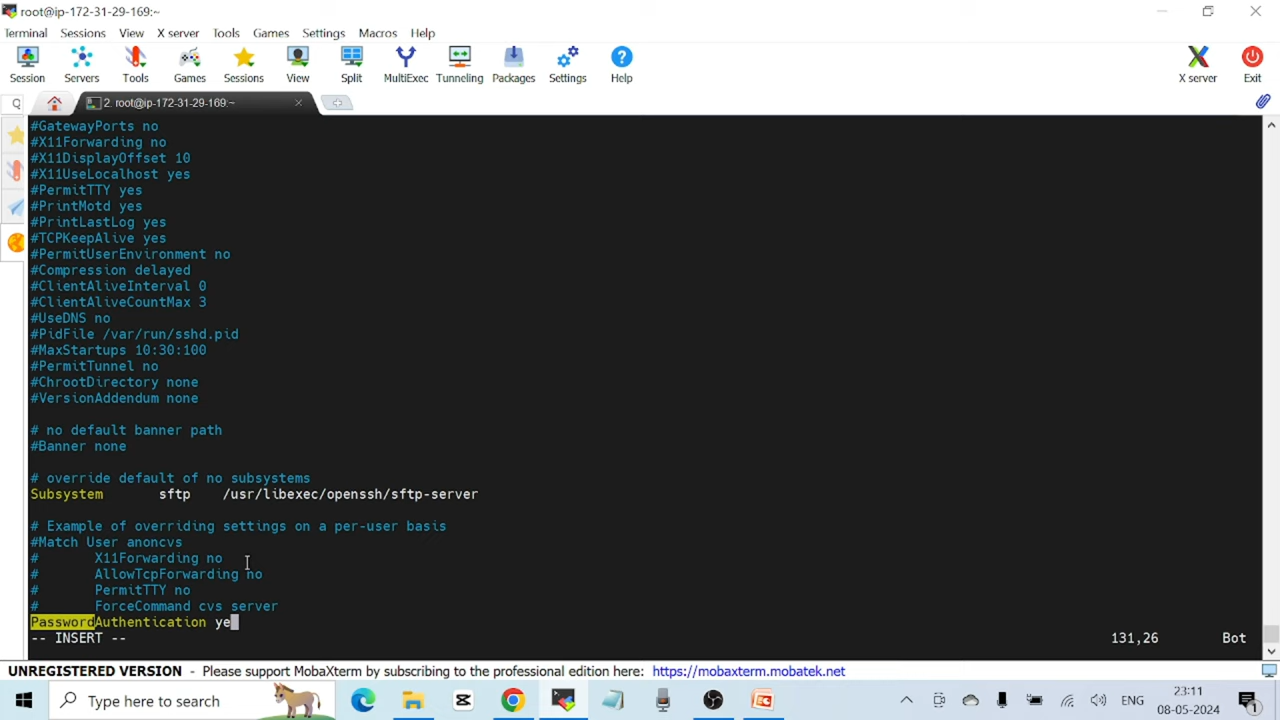 root@ip-172-31-29-169:~
Terminal Sessions View X server Tools Games Settings Macros Help
Session Servers Tools Games Sessions View Split MultiExec Tunneling Packages Settings Help X server Exit
2. root@ip-172-31-29-169:~
#GatewayPorts no
#X11Forwarding no
#X11DisplayOffset 10
#X11UseLocalhost yes
#PermitTTY yes
#PrintMotd yes
#PrintLastLog yes
#TCPKeepAlive yes
#PermitUserEnvironment no
#Compression delayed
#ClientAliveInterval 0
#ClientAliveCountMax 3
#UseDNS no
#PidFile /var/run/sshd.pid
#MaxStartups 10:30:100
#PermitTunnel no
#ChrootDirectory none
#VersionAddendum none
# no default banner path
#Banner none
# override default of no subsystems
Subsystem sftp /usr/libexec/openssh/sftp-server
# Example of overriding settings on a per-user basis
#Match User anoncvs
# X11Forwarding no
# AllowTcpForwarding no
# PermitTTY no
# ForceCommand cvs server
PasswordAuthentication ye
-- INSERT -- 131,26 Bot
UNREGISTERED VERSION - Please support MobaXterm by subscribing to the professional edition here: https://mobaxterm.mobatek.net
Type here to search
ENG
23:11
08-05-2024
1